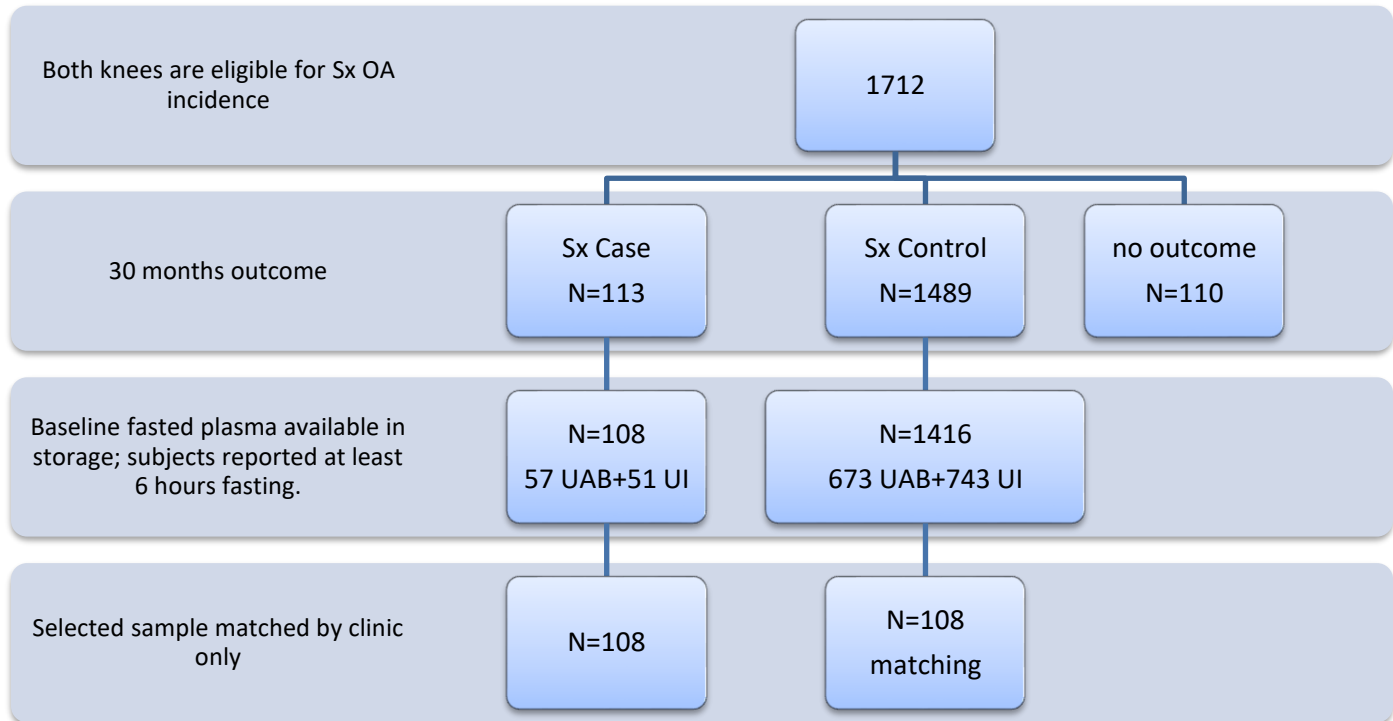 Both knees are eligible for Sx OA
incidence
1712
30 months outcome
Sx Case
N=113
Sx Control
N=1489
no outcome
N=110
Baseline fasted plasma available in
storage; subjects reported at least
6 hours fasting.
N=108
57 UAB+51 UI
N=1416
673 UAB+743 UI
Selected sample matched by clinic
only
N=108
N=108
matching